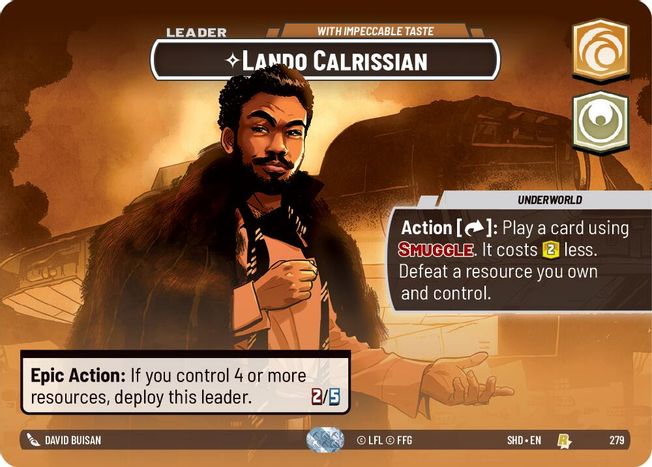 LEADER
WITH IMPECCABLE TASTE
LANDO CALRISSIAN
UNDERWORLD
Action [ ]: Play a card using
SMUGGLE. It costs 2 less.
Defeat a resource you own
and control.
Epic Action: If you control 4 or more
resources, deploy this leader. 2/5
DAVID BUISAN
© LFL © FFG
SHD • EN
R
279